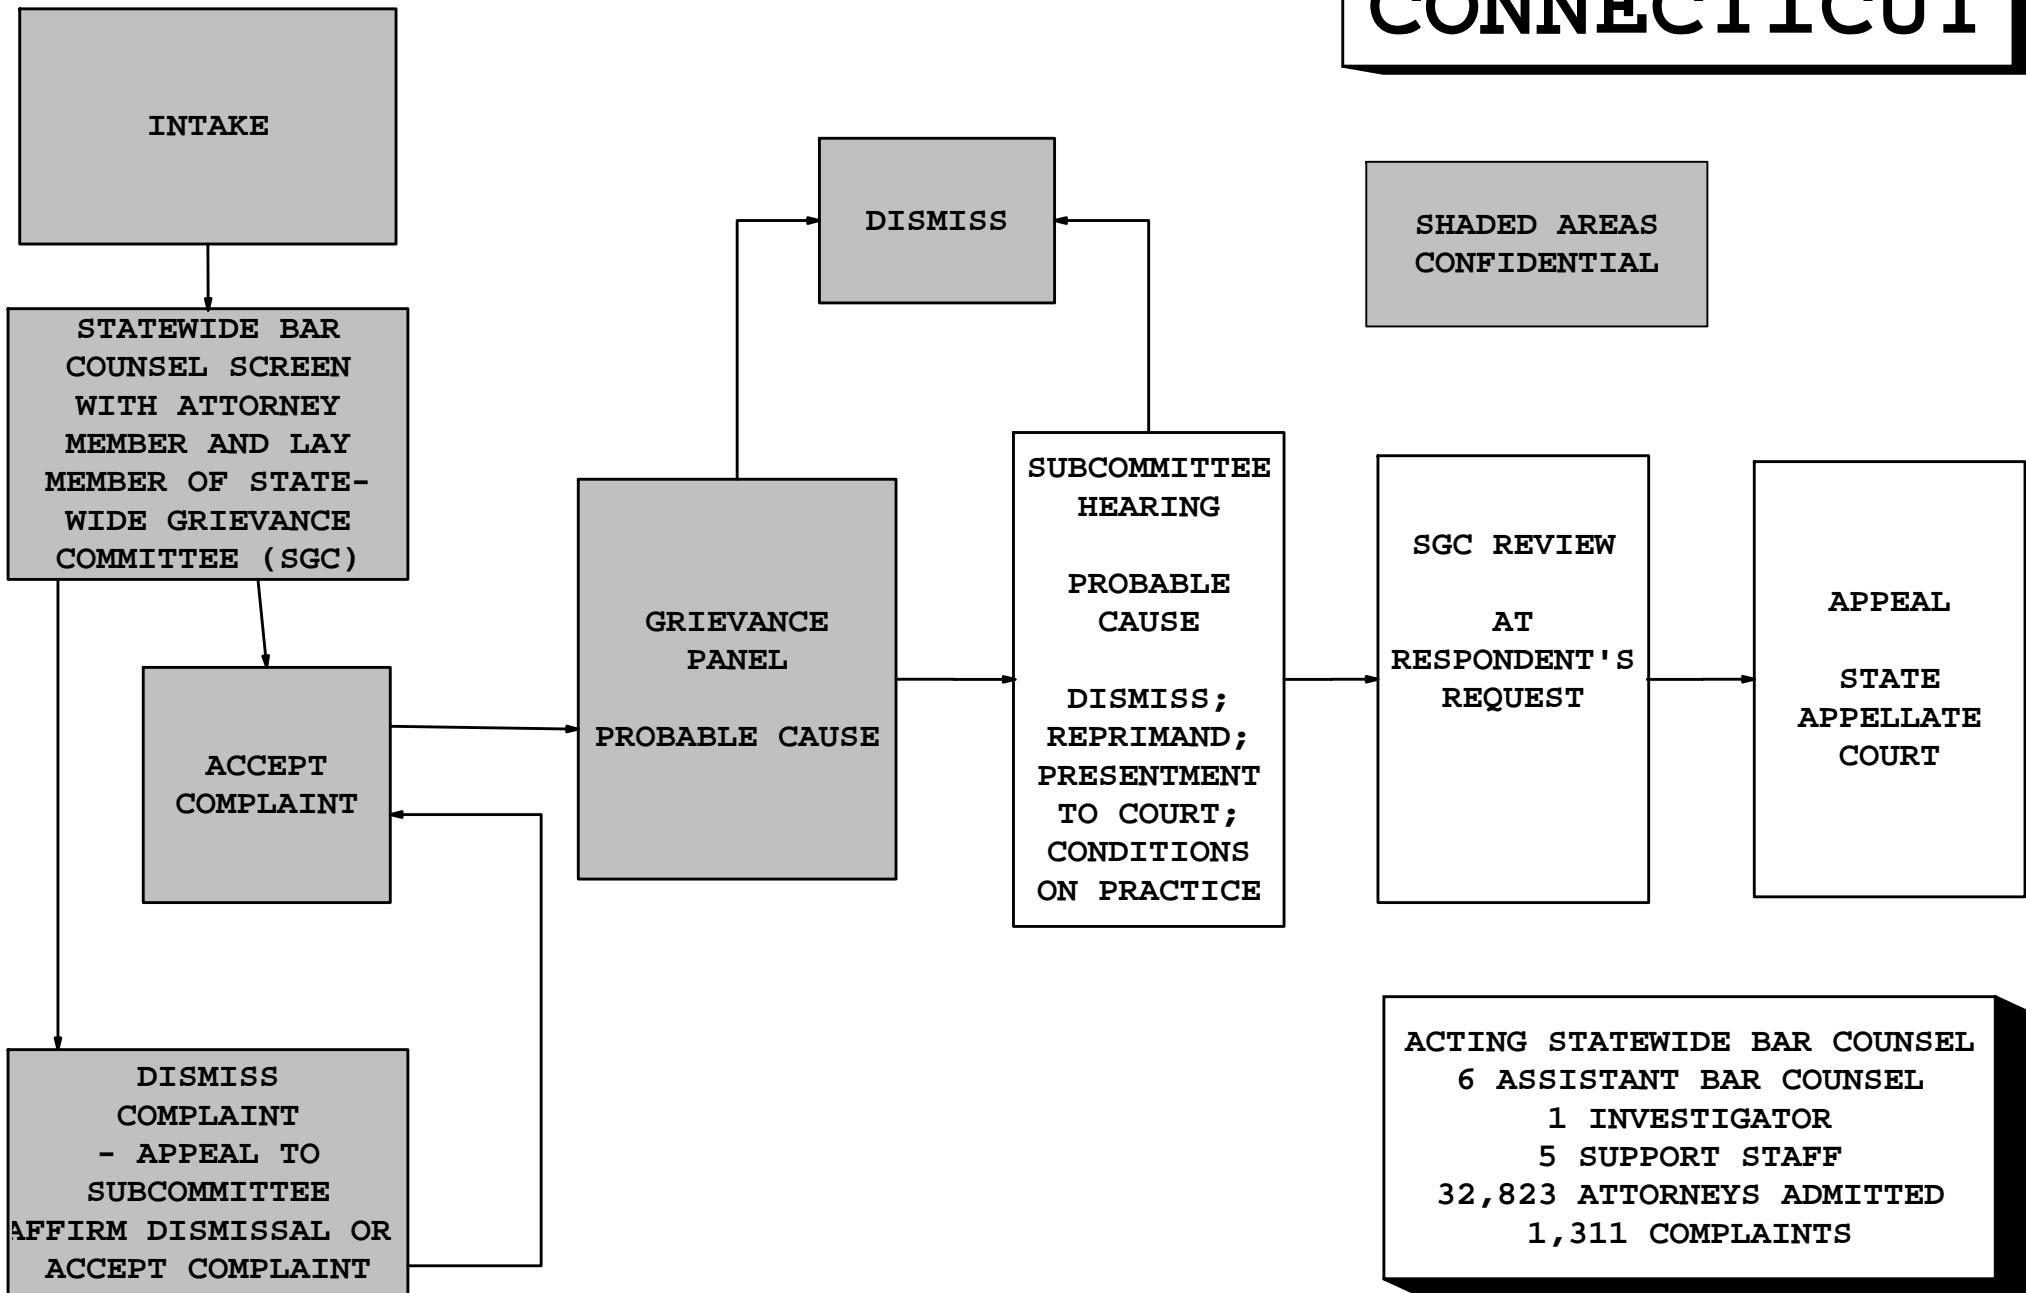 CONNECTICUT
INTAKE
DISMISS
SHADED AREAS
CONFIDENTIAL
STATEWIDE BAR
COUNSEL SCREEN
WITH ATTORNEY
MEMBER AND LAY
MEMBER OF STATE-
WIDE GRIEVANCE
COMMITTEE (SGC)
ACCEPT
COMPLAINT
GRIEVANCE
PANEL
PROBABLE CAUSE
SUBCOMMITTEE
HEARING
PROBABLE
CAUSE
DISMISS;
REPRIMAND;
PRESENTMENT
TO COURT;
CONDITIONS
ON PRACTICE
SGC REVIEW
AT
RESPONDENT'S
REQUEST
APPEAL
STATE
APPELLATE
COURT
DISMISS
COMPLAINT
- APPEAL TO
SUBCOMMITTEE
AFFIRM DISMISSAL OR
ACCEPT COMPLAINT
ACTING STATEWIDE BAR COUNSEL
6 ASSISTANT BAR COUNSEL
1 INVESTIGATOR
5 SUPPORT STAFF
32,823 ATTORNEYS ADMITTED
1,311 COMPLAINTS